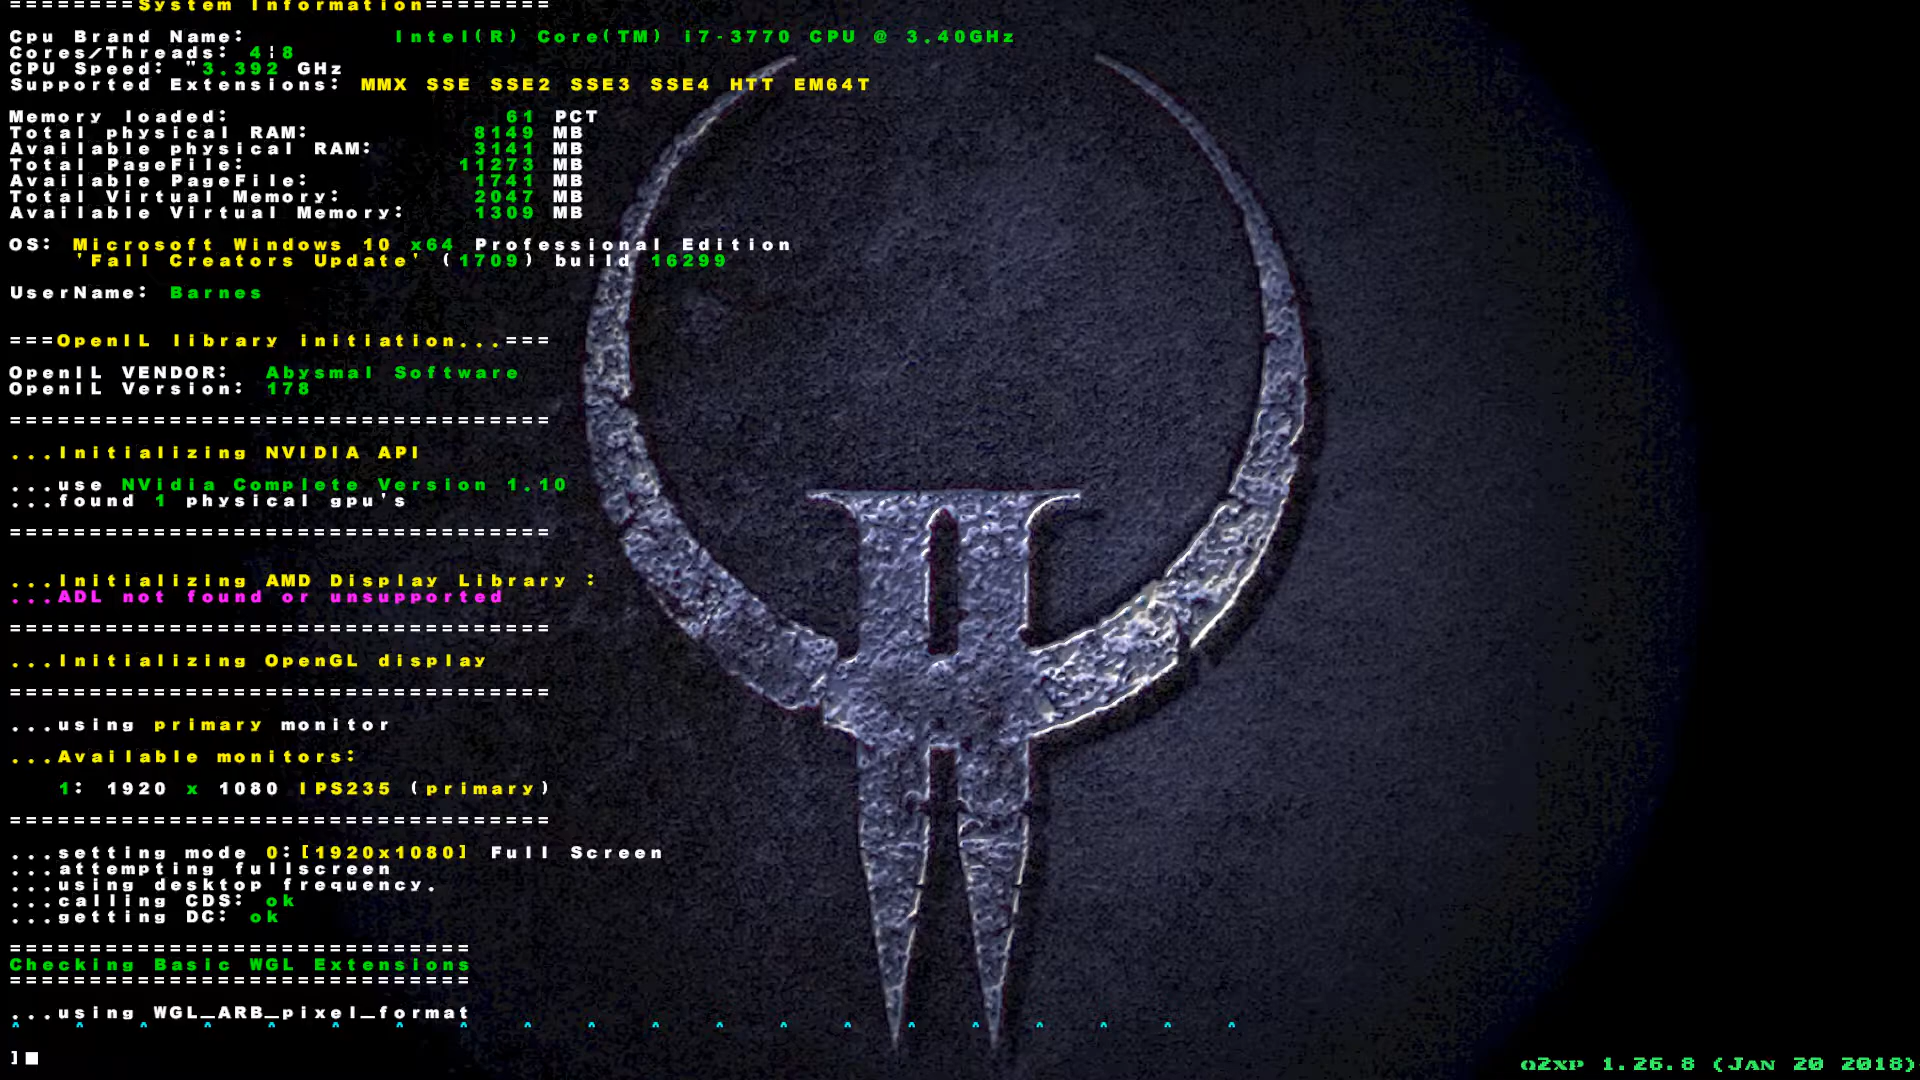 ========System Information========
Cpu Brand Name: Intel(R) Core(TM) i7-3770 CPU @ 3.40GHz
Cores/Threads: 4¦8
CPU Speed: ~3.392 GHz
Supported Extensions: MMX SSE SSE2 SSE3 SSE4 HTT EM64T
Memory loaded: 61 PCT
Total physical RAM: 8149 MB
Available physical RAM: 3141 MB
Total PageFile: 11273 MB
Available PageFile: 1741 MB
Total Virtual Memory: 2047 MB
Available Virtual Memory: 1309 MB
OS: Microsoft Windows 10 x64 Professional Edition
'Fall Creators Update' (1709) build 16299
UserName: Barnes
===OpenIL library initiation...===
OpenIL VENDOR: Abysmal Software
OpenIL Version: 178
==================================
...Initializing NVIDIA API
...use NVidia Complete Version 1.10
...found 1 physical gpu's
==================================
...Initializing AMD Display Library :
...ADL not found or unsupported
==================================
...Initializing OpenGL display
==================================
...using primary monitor
...Available monitors:
1: 1920 x 1080 IPS235 (primary)
==================================
...setting mode 0:[1920x1080] Full Screen
...attempting fullscreen
...using desktop frequency.
...calling CDS: ok
...getting DC: ok
=============================
Checking Basic WGL Extensions
=============================
...using WGL_ARB_pixel_format
^ ^ ^ ^ ^ ^ ^ ^ ^ ^ ^ ^ ^ ^ ^ ^ ^ ^ ^ ^
]
q2xp 1.26.8 (Jan 20 2018)